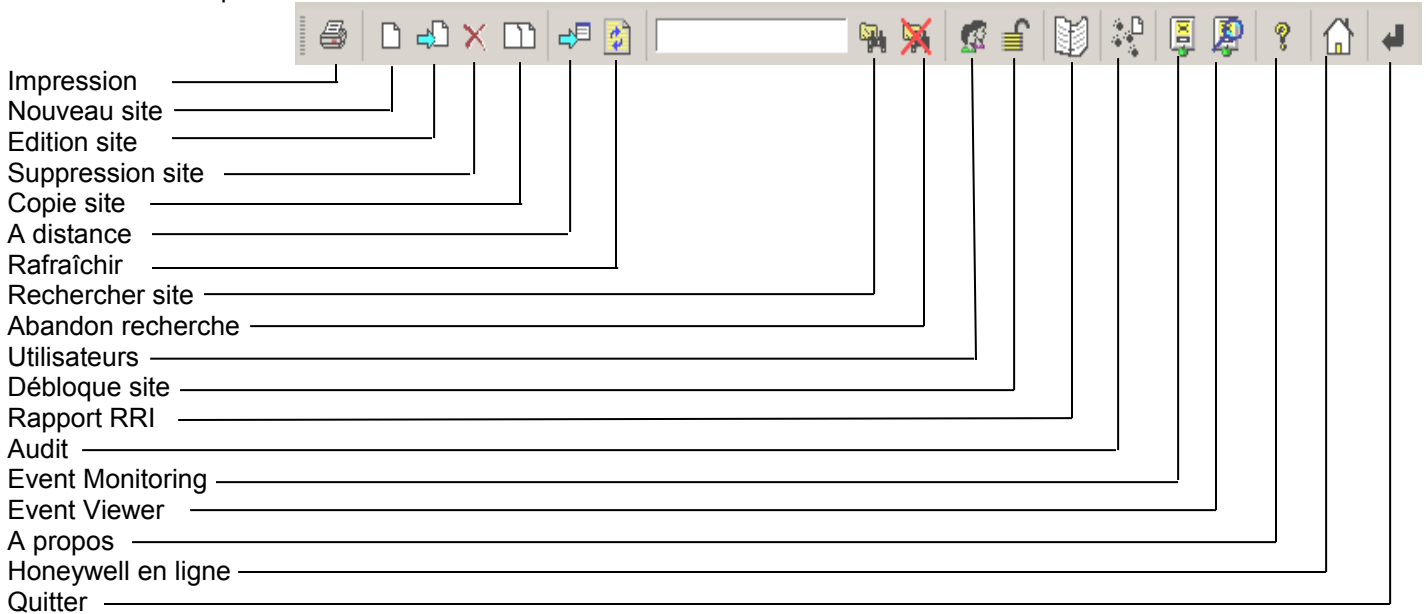 Impression
Nouveau site
Edition site
Suppression site
Copie site
A distance
Rafraîchir
Rechercher site
Abandon recherche
Utilisateurs
Débloque site
Rapport RRI
Audit
Event Monitoring
Event Viewer
A propos
Honeywell en ligne
Quitter